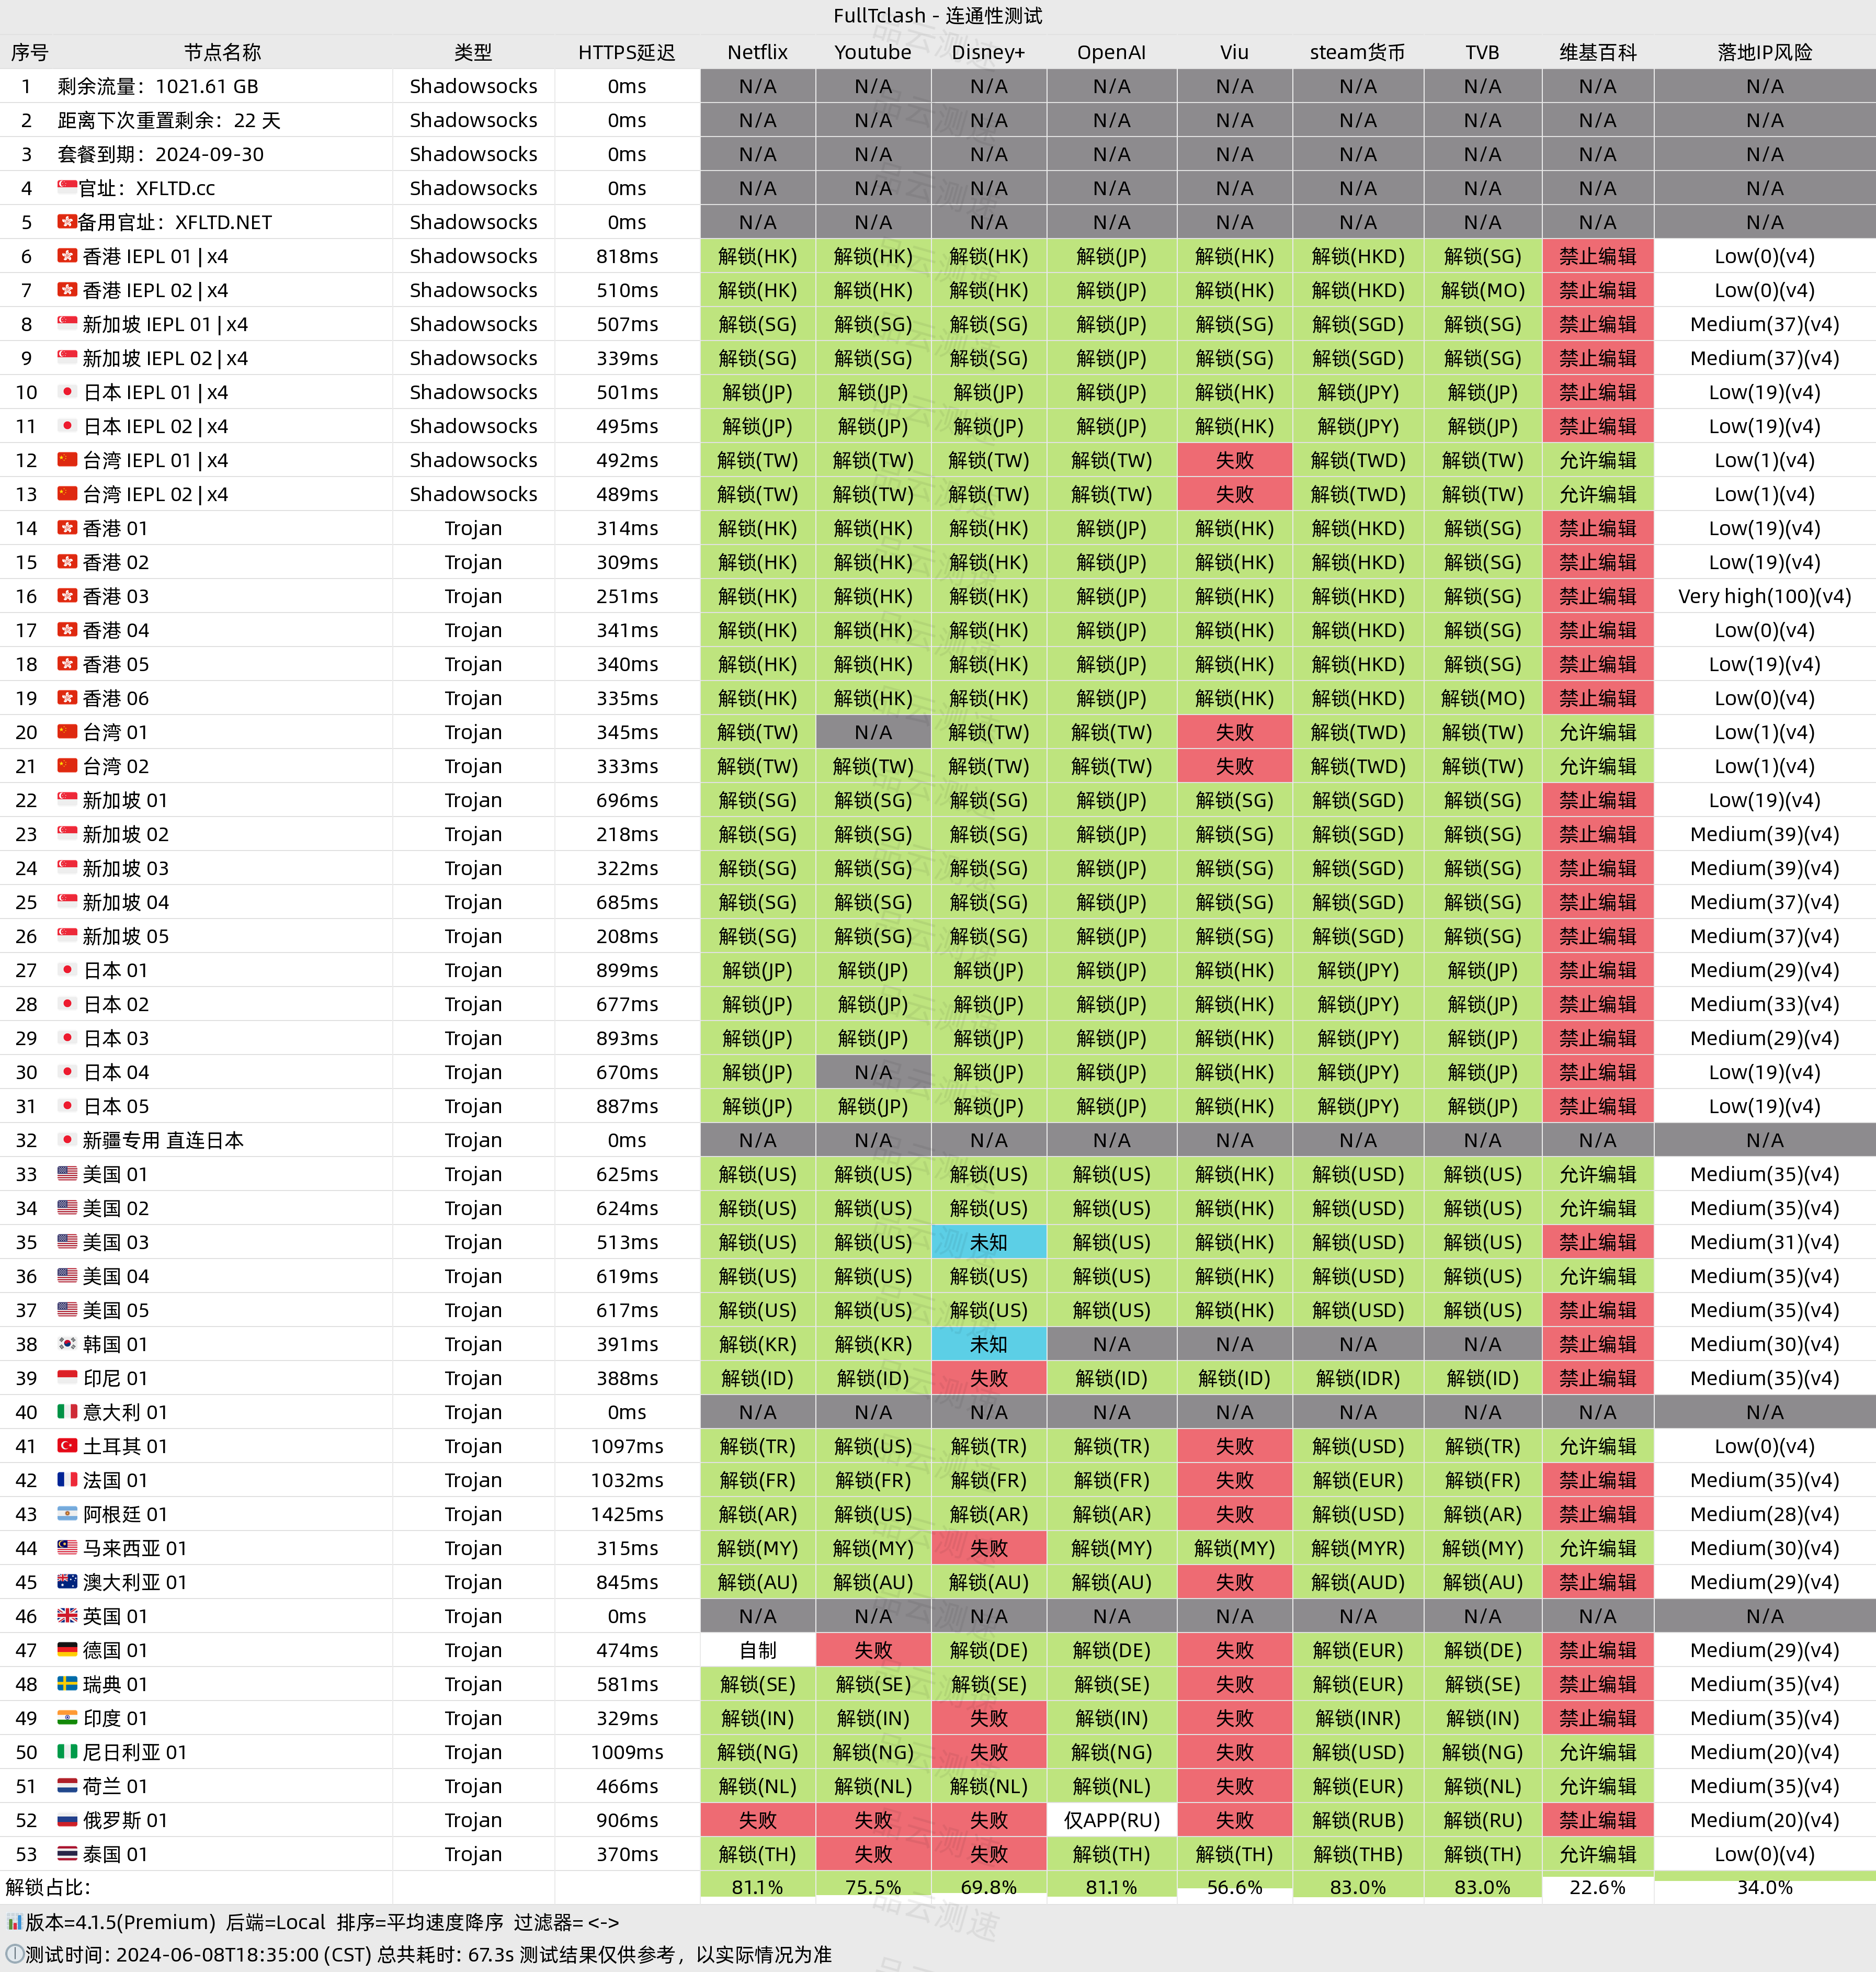 FullTclash - 连通性测试
序号 节点名称 类型 HTTPS延迟 Netflix Youtube Disney+ OpenAI Viu steam货币 TVB 维基百科 落地IP风险
1 剩余流量：1021.61 GB Shadowsocks 0ms N/A N/A N/A N/A N/A N/A N/A N/A N/A
2 距离下次重置剩余：22 天 Shadowsocks 0ms N/A N/A N/A N/A N/A N/A N/A N/A N/A
3 套餐到期：2024-09-30 Shadowsocks 0ms N/A N/A N/A N/A N/A N/A N/A N/A N/A
4 🇸🇬官址：XFLTD.cc Shadowsocks 0ms N/A N/A N/A N/A N/A N/A N/A N/A N/A
5 🇭🇰备用官址：XFLTD.NET Shadowsocks 0ms N/A N/A N/A N/A N/A N/A N/A N/A N/A
6 🇭🇰 香港 IEPL 01 | x4 Shadowsocks 818ms 解锁(HK) 解锁(HK) 解锁(HK) 解锁(JP) 解锁(HK) 解锁(HKD) 解锁(SG) 禁止编辑 Low(0)(v4)
7 🇭🇰 香港 IEPL 02 | x4 Shadowsocks 510ms 解锁(HK) 解锁(HK) 解锁(HK) 解锁(JP) 解锁(HK) 解锁(HKD) 解锁(MO) 禁止编辑 Low(0)(v4)
8 🇸🇬 新加坡 IEPL 01 | x4 Shadowsocks 507ms 解锁(SG) 解锁(SG) 解锁(SG) 解锁(JP) 解锁(SG) 解锁(SGD) 解锁(SG) 禁止编辑 Medium(37)(v4)
9 🇸🇬 新加坡 IEPL 02 | x4 Shadowsocks 339ms 解锁(SG) 解锁(SG) 解锁(SG) 解锁(JP) 解锁(SG) 解锁(SGD) 解锁(SG) 禁止编辑 Medium(37)(v4)
10 🇯🇵 日本 IEPL 01 | x4 Shadowsocks 501ms 解锁(JP) 解锁(JP) 解锁(JP) 解锁(JP) 解锁(HK) 解锁(JPY) 解锁(JP) 禁止编辑 Low(19)(v4)
11 🇯🇵 日本 IEPL 02 | x4 Shadowsocks 495ms 解锁(JP) 解锁(JP) 解锁(JP) 解锁(JP) 解锁(HK) 解锁(JPY) 解锁(JP) 禁止编辑 Low(19)(v4)
12 🇨🇳 台湾 IEPL 01 | x4 Shadowsocks 492ms 解锁(TW) 解锁(TW) 解锁(TW) 解锁(TW) 失败 解锁(TWD) 解锁(TW) 允许编辑 Low(1)(v4)
13 🇨🇳 台湾 IEPL 02 | x4 Shadowsocks 489ms 解锁(TW) 解锁(TW) 解锁(TW) 解锁(TW) 失败 解锁(TWD) 解锁(TW) 允许编辑 Low(1)(v4)
14 🇭🇰 香港 01 Trojan 314ms 解锁(HK) 解锁(HK) 解锁(HK) 解锁(JP) 解锁(HK) 解锁(HKD) 解锁(SG) 禁止编辑 Low(19)(v4)
15 🇭🇰 香港 02 Trojan 309ms 解锁(HK) 解锁(HK) 解锁(HK) 解锁(JP) 解锁(HK) 解锁(HKD) 解锁(SG) 禁止编辑 Low(19)(v4)
16 🇭🇰 香港 03 Trojan 251ms 解锁(HK) 解锁(HK) 解锁(HK) 解锁(JP) 解锁(HK) 解锁(HKD) 解锁(SG) 禁止编辑 Very high(100)(v4)
17 🇭🇰 香港 04 Trojan 341ms 解锁(HK) 解锁(HK) 解锁(HK) 解锁(JP) 解锁(HK) 解锁(HKD) 解锁(SG) 禁止编辑 Low(0)(v4)
18 🇭🇰 香港 05 Trojan 340ms 解锁(HK) 解锁(HK) 解锁(HK) 解锁(JP) 解锁(HK) 解锁(HKD) 解锁(SG) 禁止编辑 Low(19)(v4)
19 🇭🇰 香港 06 Trojan 335ms 解锁(HK) 解锁(HK) 解锁(HK) 解锁(JP) 解锁(HK) 解锁(HKD) 解锁(MO) 禁止编辑 Low(0)(v4)
20 🇨🇳 台湾 01 Trojan 345ms 解锁(TW) N/A 解锁(TW) 解锁(TW) 失败 解锁(TWD) 解锁(TW) 允许编辑 Low(1)(v4)
21 🇨🇳 台湾 02 Trojan 333ms 解锁(TW) 解锁(TW) 解锁(TW) 解锁(TW) 失败 解锁(TWD) 解锁(TW) 允许编辑 Low(1)(v4)
22 🇸🇬 新加坡 01 Trojan 696ms 解锁(SG) 解锁(SG) 解锁(SG) 解锁(JP) 解锁(SG) 解锁(SGD) 解锁(SG) 禁止编辑 Low(19)(v4)
23 🇸🇬 新加坡 02 Trojan 218ms 解锁(SG) 解锁(SG) 解锁(SG) 解锁(JP) 解锁(SG) 解锁(SGD) 解锁(SG) 禁止编辑 Medium(39)(v4)
24 🇸🇬 新加坡 03 Trojan 322ms 解锁(SG) 解锁(SG) 解锁(SG) 解锁(JP) 解锁(SG) 解锁(SGD) 解锁(SG) 禁止编辑 Medium(39)(v4)
25 🇸🇬 新加坡 04 Trojan 685ms 解锁(SG) 解锁(SG) 解锁(SG) 解锁(JP) 解锁(SG) 解锁(SGD) 解锁(SG) 禁止编辑 Medium(37)(v4)
26 🇸🇬 新加坡 05 Trojan 208ms 解锁(SG) 解锁(SG) 解锁(SG) 解锁(JP) 解锁(SG) 解锁(SGD) 解锁(SG) 禁止编辑 Medium(37)(v4)
27 🇯🇵 日本 01 Trojan 899ms 解锁(JP) 解锁(JP) 解锁(JP) 解锁(JP) 解锁(HK) 解锁(JPY) 解锁(JP) 禁止编辑 Medium(29)(v4)
28 🇯🇵 日本 02 Trojan 677ms 解锁(JP) 解锁(JP) 解锁(JP) 解锁(JP) 解锁(HK) 解锁(JPY) 解锁(JP) 禁止编辑 Medium(33)(v4)
29 🇯🇵 日本 03 Trojan 893ms 解锁(JP) 解锁(JP) 解锁(JP) 解锁(JP) 解锁(HK) 解锁(JPY) 解锁(JP) 禁止编辑 Medium(29)(v4)
30 🇯🇵 日本 04 Trojan 670ms 解锁(JP) N/A 解锁(JP) 解锁(JP) 解锁(HK) 解锁(JPY) 解锁(JP) 禁止编辑 Low(19)(v4)
31 🇯🇵 日本 05 Trojan 887ms 解锁(JP) 解锁(JP) 解锁(JP) 解锁(JP) 解锁(HK) 解锁(JPY) 解锁(JP) 禁止编辑 Low(19)(v4)
32 🇯🇵 新疆专用 直连日本 Trojan 0ms N/A N/A N/A N/A N/A N/A N/A N/A N/A
33 🇺🇸 美国 01 Trojan 625ms 解锁(US) 解锁(US) 解锁(US) 解锁(US) 解锁(HK) 解锁(USD) 解锁(US) 允许编辑 Medium(35)(v4)
34 🇺🇸 美国 02 Trojan 624ms 解锁(US) 解锁(US) 解锁(US) 解锁(US) 解锁(HK) 解锁(USD) 解锁(US) 允许编辑 Medium(35)(v4)
35 🇺🇸 美国 03 Trojan 513ms 解锁(US) 解锁(US) 未知 解锁(US) 解锁(HK) 解锁(USD) 解锁(US) 禁止编辑 Medium(31)(v4)
36 🇺🇸 美国 04 Trojan 619ms 解锁(US) 解锁(US) 解锁(US) 解锁(US) 解锁(HK) 解锁(USD) 解锁(US) 允许编辑 Medium(35)(v4)
37 🇺🇸 美国 05 Trojan 617ms 解锁(US) 解锁(US) 解锁(US) 解锁(US) 解锁(HK) 解锁(USD) 解锁(US) 禁止编辑 Medium(35)(v4)
38 🇰🇷 韩国 01 Trojan 391ms 解锁(KR) 解锁(KR) 未知 N/A N/A N/A N/A 禁止编辑 Medium(30)(v4)
39 🇮🇩 印尼 01 Trojan 388ms 解锁(ID) 解锁(ID) 失败 解锁(ID) 解锁(ID) 解锁(IDR) 解锁(ID) 禁止编辑 Medium(35)(v4)
40 🇮🇹 意大利 01 Trojan 0ms N/A N/A N/A N/A N/A N/A N/A N/A N/A
41 🇹🇷 土耳其 01 Trojan 1097ms 解锁(TR) 解锁(US) 解锁(TR) 解锁(TR) 失败 解锁(USD) 解锁(TR) 允许编辑 Low(0)(v4)
42 🇫🇷 法国 01 Trojan 1032ms 解锁(FR) 解锁(FR) 解锁(FR) 解锁(FR) 失败 解锁(EUR) 解锁(FR) 禁止编辑 Medium(35)(v4)
43 🇦🇷 阿根廷 01 Trojan 1425ms 解锁(AR) 解锁(US) 解锁(AR) 解锁(AR) 失败 解锁(USD) 解锁(AR) 禁止编辑 Medium(28)(v4)
44 🇲🇾 马来西亚 01 Trojan 315ms 解锁(MY) 解锁(MY) 失败 解锁(MY) 解锁(MY) 解锁(MYR) 解锁(MY) 允许编辑 Medium(30)(v4)
45 🇦🇺 澳大利亚 01 Trojan 845ms 解锁(AU) 解锁(AU) 解锁(AU) 解锁(AU) 失败 解锁(AUD) 解锁(AU) 禁止编辑 Medium(29)(v4)
46 🇬🇧 英国 01 Trojan 0ms N/A N/A N/A N/A N/A N/A N/A N/A N/A
47 🇩🇪 德国 01 Trojan 474ms 自制 失败 解锁(DE) 解锁(DE) 失败 解锁(EUR) 解锁(DE) 禁止编辑 Medium(29)(v4)
48 🇸🇪 瑞典 01 Trojan 581ms 解锁(SE) 解锁(SE) 解锁(SE) 解锁(SE) 失败 解锁(EUR) 解锁(SE) 禁止编辑 Medium(35)(v4)
49 🇮🇳 印度 01 Trojan 329ms 解锁(IN) 解锁(IN) 失败 解锁(IN) 失败 解锁(INR) 解锁(IN) 禁止编辑 Medium(35)(v4)
50 🇳🇬 尼日利亚 01 Trojan 1009ms 解锁(NG) 解锁(NG) 失败 解锁(NG) 失败 解锁(USD) 解锁(NG) 允许编辑 Medium(20)(v4)
51 🇳🇱 荷兰 01 Trojan 466ms 解锁(NL) 解锁(NL) 解锁(NL) 解锁(NL) 失败 解锁(EUR) 解锁(NL) 允许编辑 Medium(35)(v4)
52 🇷🇺 俄罗斯 01 Trojan 906ms 失败 失败 失败 仅APP(RU) 失败 解锁(RUB) 解锁(RU) 禁止编辑 Medium(20)(v4)
53 🇹🇭 泰国 01 Trojan 370ms 解锁(TH) 失败 失败 解锁(TH) 解锁(TH) 解锁(THB) 解锁(TH) 允许编辑 Low(0)(v4)
解锁占比: 81.1% 75.5% 69.8% 81.1% 56.6% 83.0% 83.0% 22.6% 34.0%
📊版本=4.1.5(Premium) 后端=Local 排序=平均速度降序 过滤器= <->
🕕测试时间: 2024-06-08T18:35:00 (CST) 总共耗时: 67.3s 测试结果仅供参考，以实际情况为准
品云测速